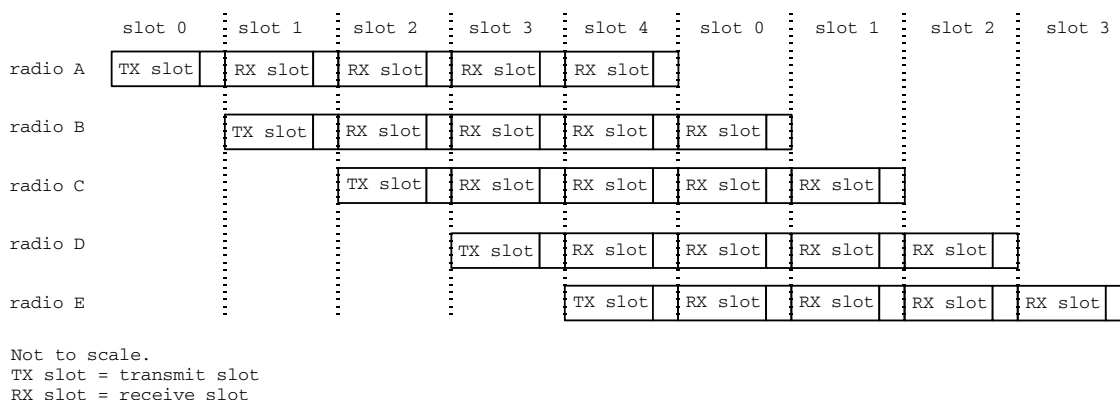 slot 0 slot 1 slot 2 slot 3 slot 4 slot 0 slot 1 slot 2 slot 3
radio A TX slot RX slot RX slot RX slot RX slot
radio B TX slot RX slot RX slot RX slot RX slot
radio C TX slot RX slot RX slot RX slot RX slot
radio D TX slot RX slot RX slot RX slot RX slot
radio E TX slot RX slot RX slot RX slot RX slot
Not to scale.
TX slot = transmit slot
RX slot = receive slot